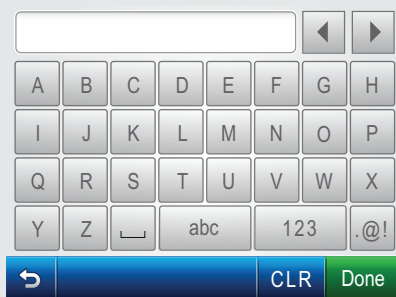 A B C D E F G H
I J K L M N O P
Q R S T U V W X
Y Z abc 123 .@!
CLR Done